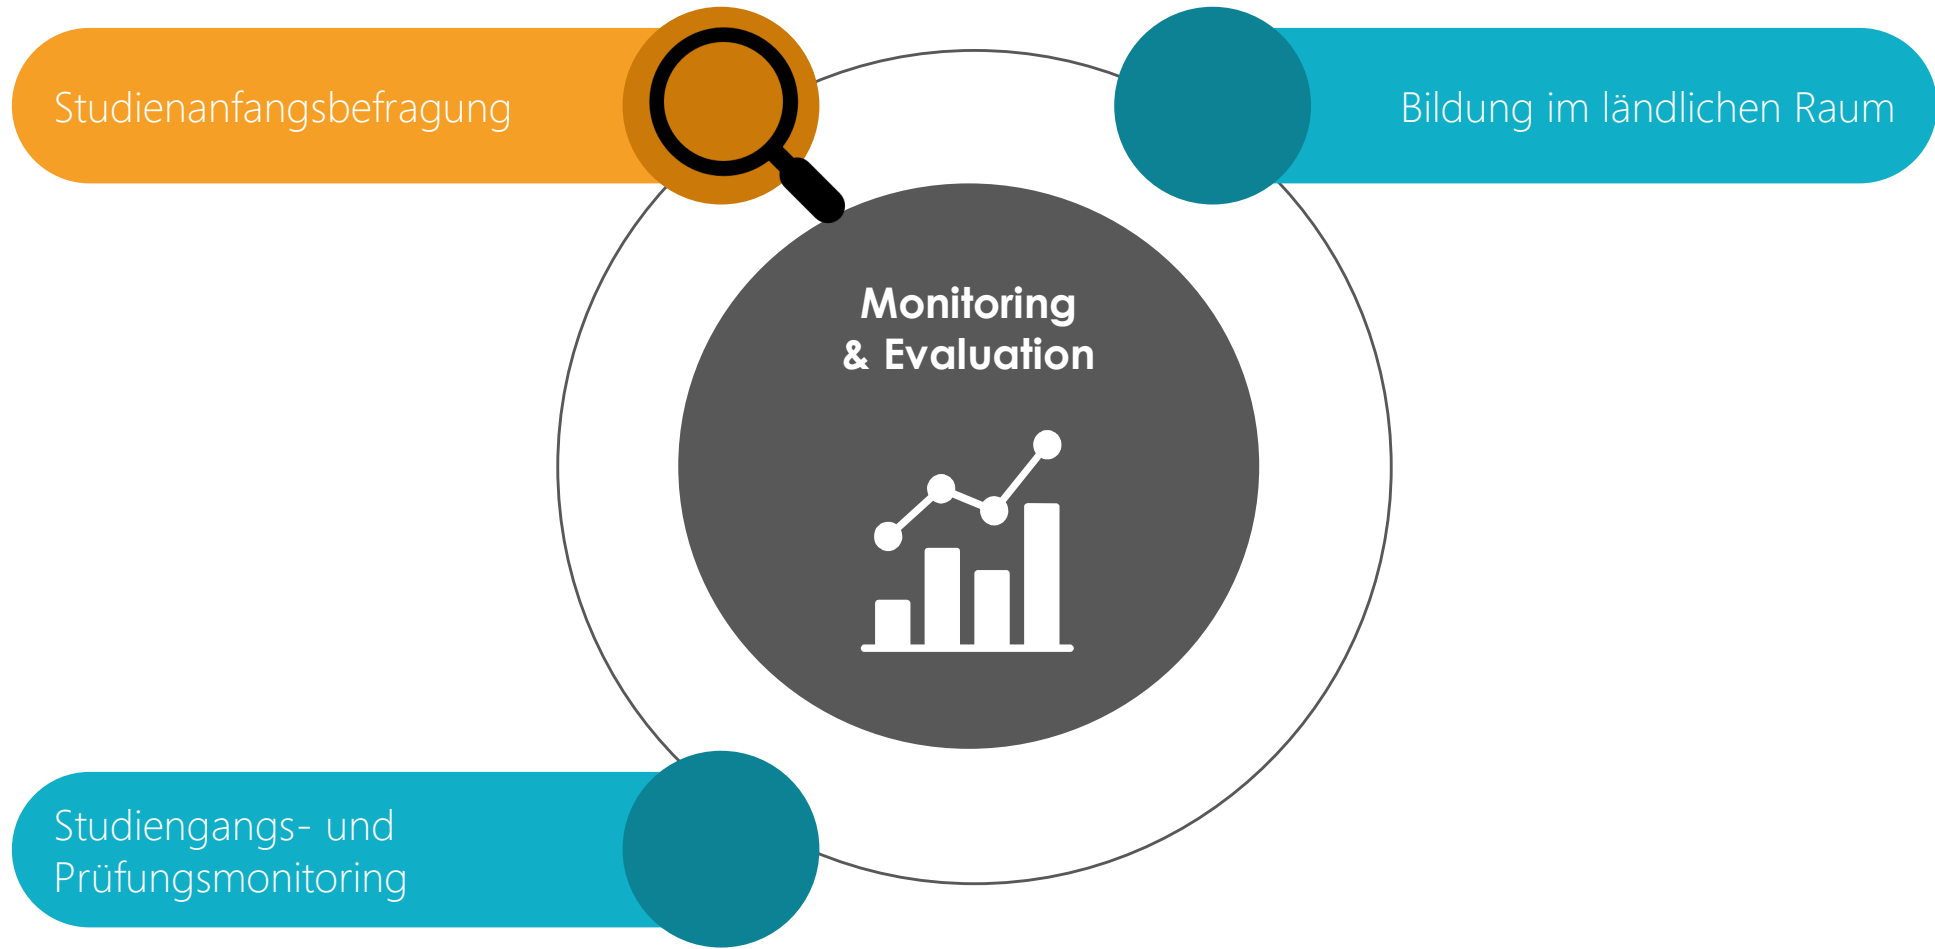 Studienanfangsbefragung
Bildung im ländlichen Raum
Monitoring
& Evaluation
Studiengangs- und
Prüfungsmonitoring